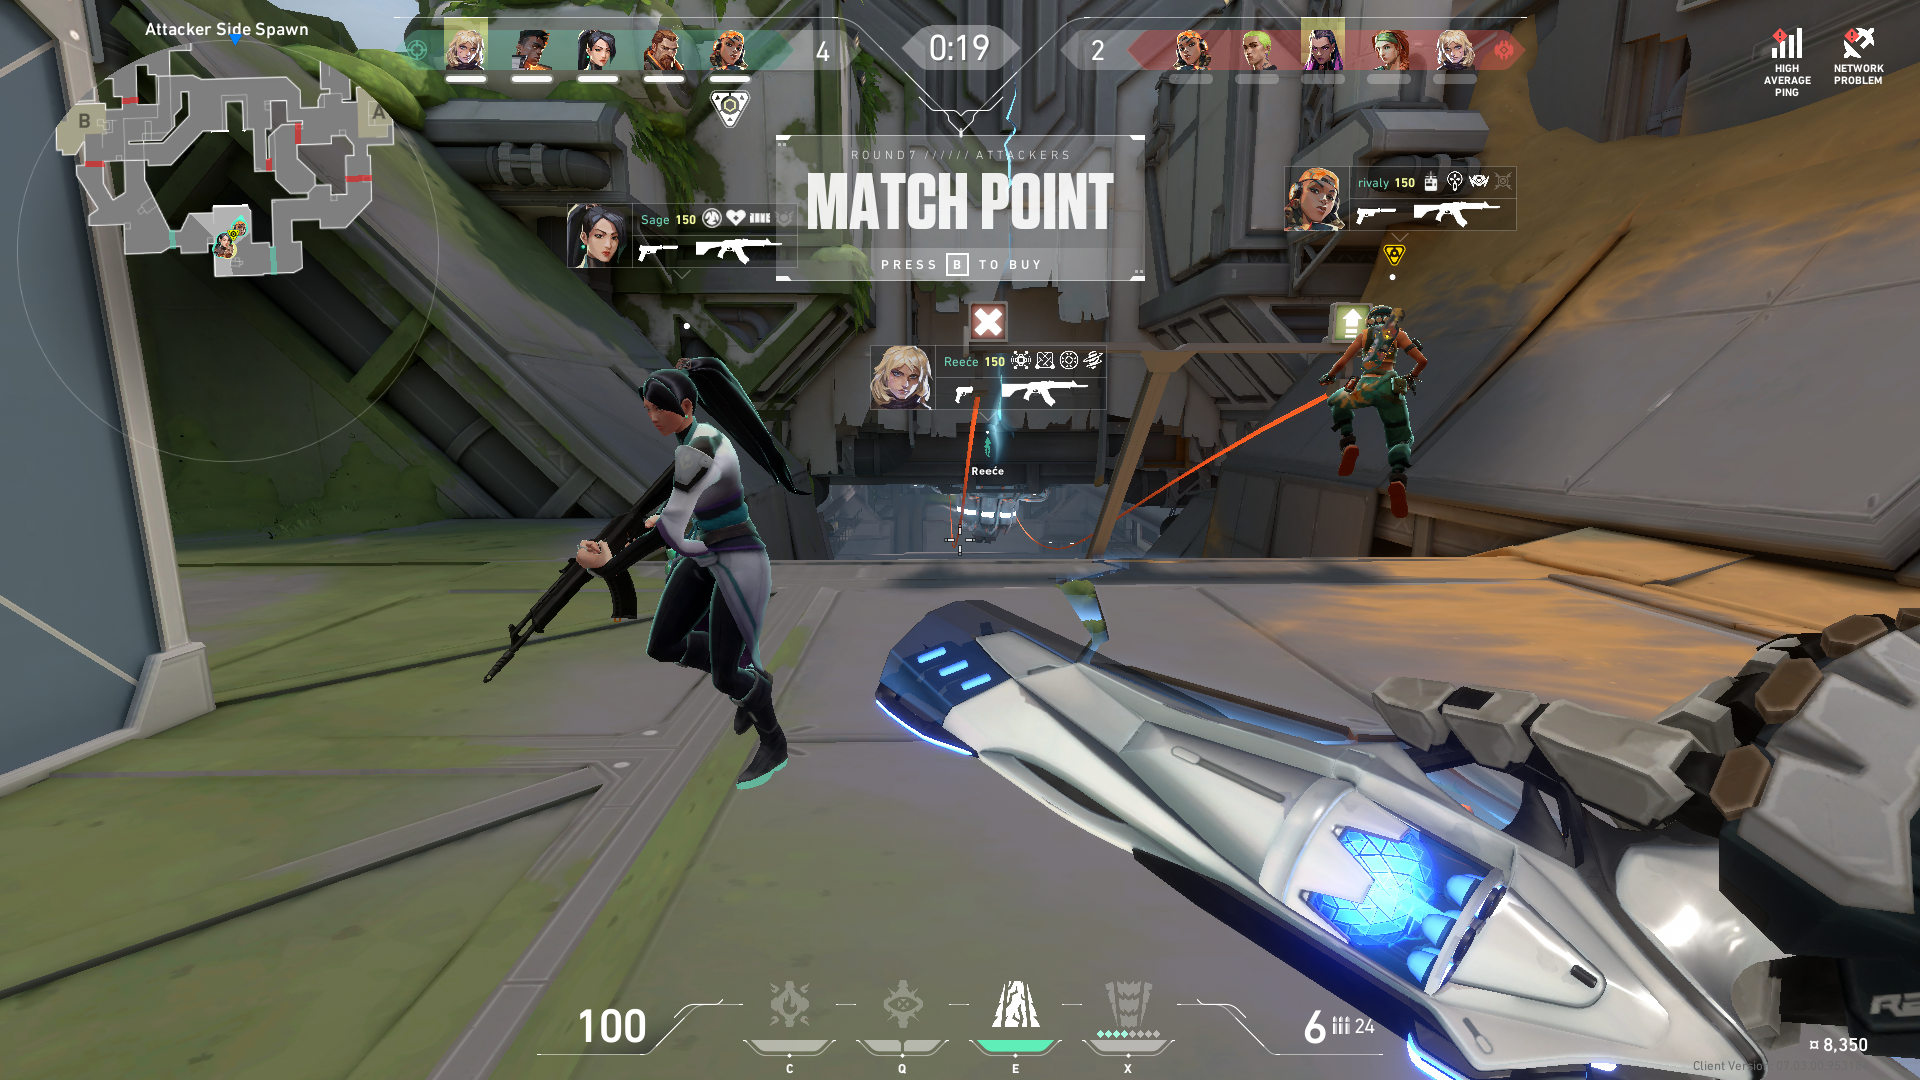 Attacker Side Spawn
4
0:19
2
HIGH
AVERAGE
PING
NETWORK
PROBLEM
B
A
ROUND 7 ////// ATTACKERS
MATCH POINT
PRESS B TO BUY
Sage 150
rivaly 150
Reeće 150
Reeće
100
C
Q
E
X
6
24
¤ 8,350